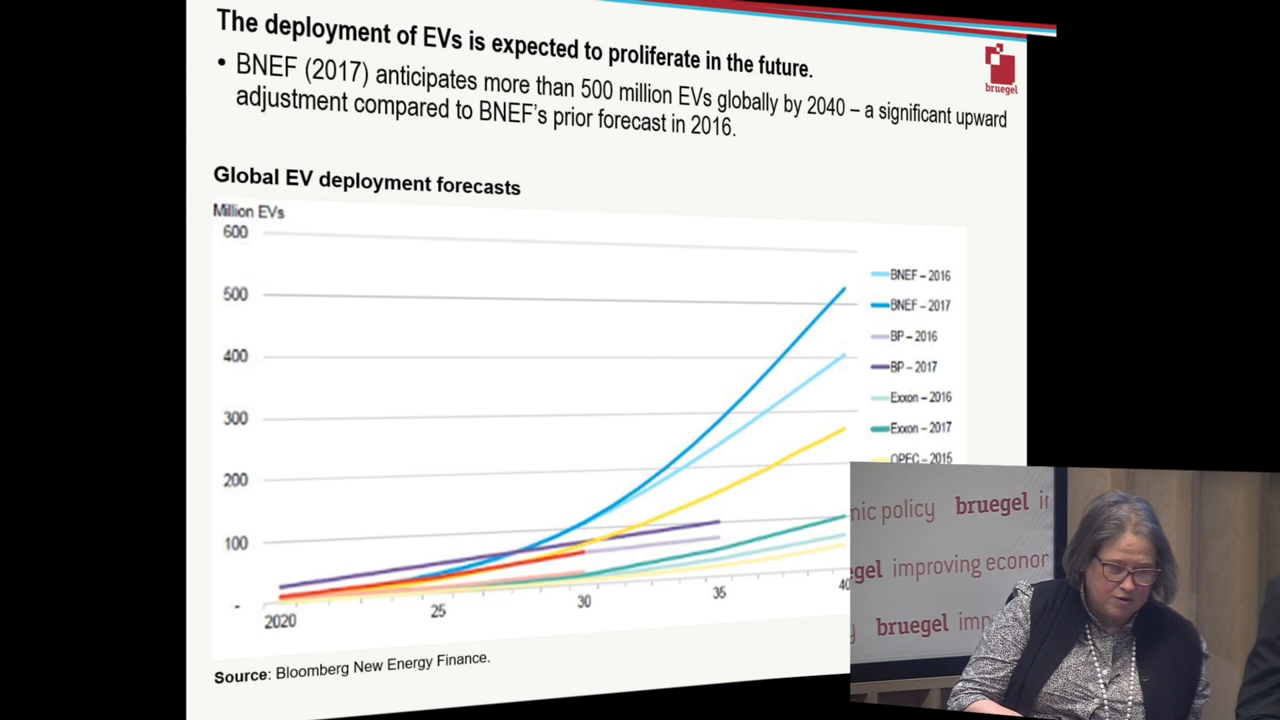 The deployment of EVs is expected to proliferate in the future.
• BNEF (2017) anticipates more than 500 million EVs globally by 2040 – a significant upward
adjustment compared to BNEF's prior forecast in 2016.
bruegel
Global EV deployment forecasts
Million EVs
600
500
400
300
200
100
-
2020
25
30
35
40
BNEF – 2016
BNEF – 2017
BP – 2016
BP – 2017
Exxon – 2016
Exxon – 2017
OPEC – 2015
Source: Bloomberg New Energy Finance.
policy bruegel
improving
bruegel